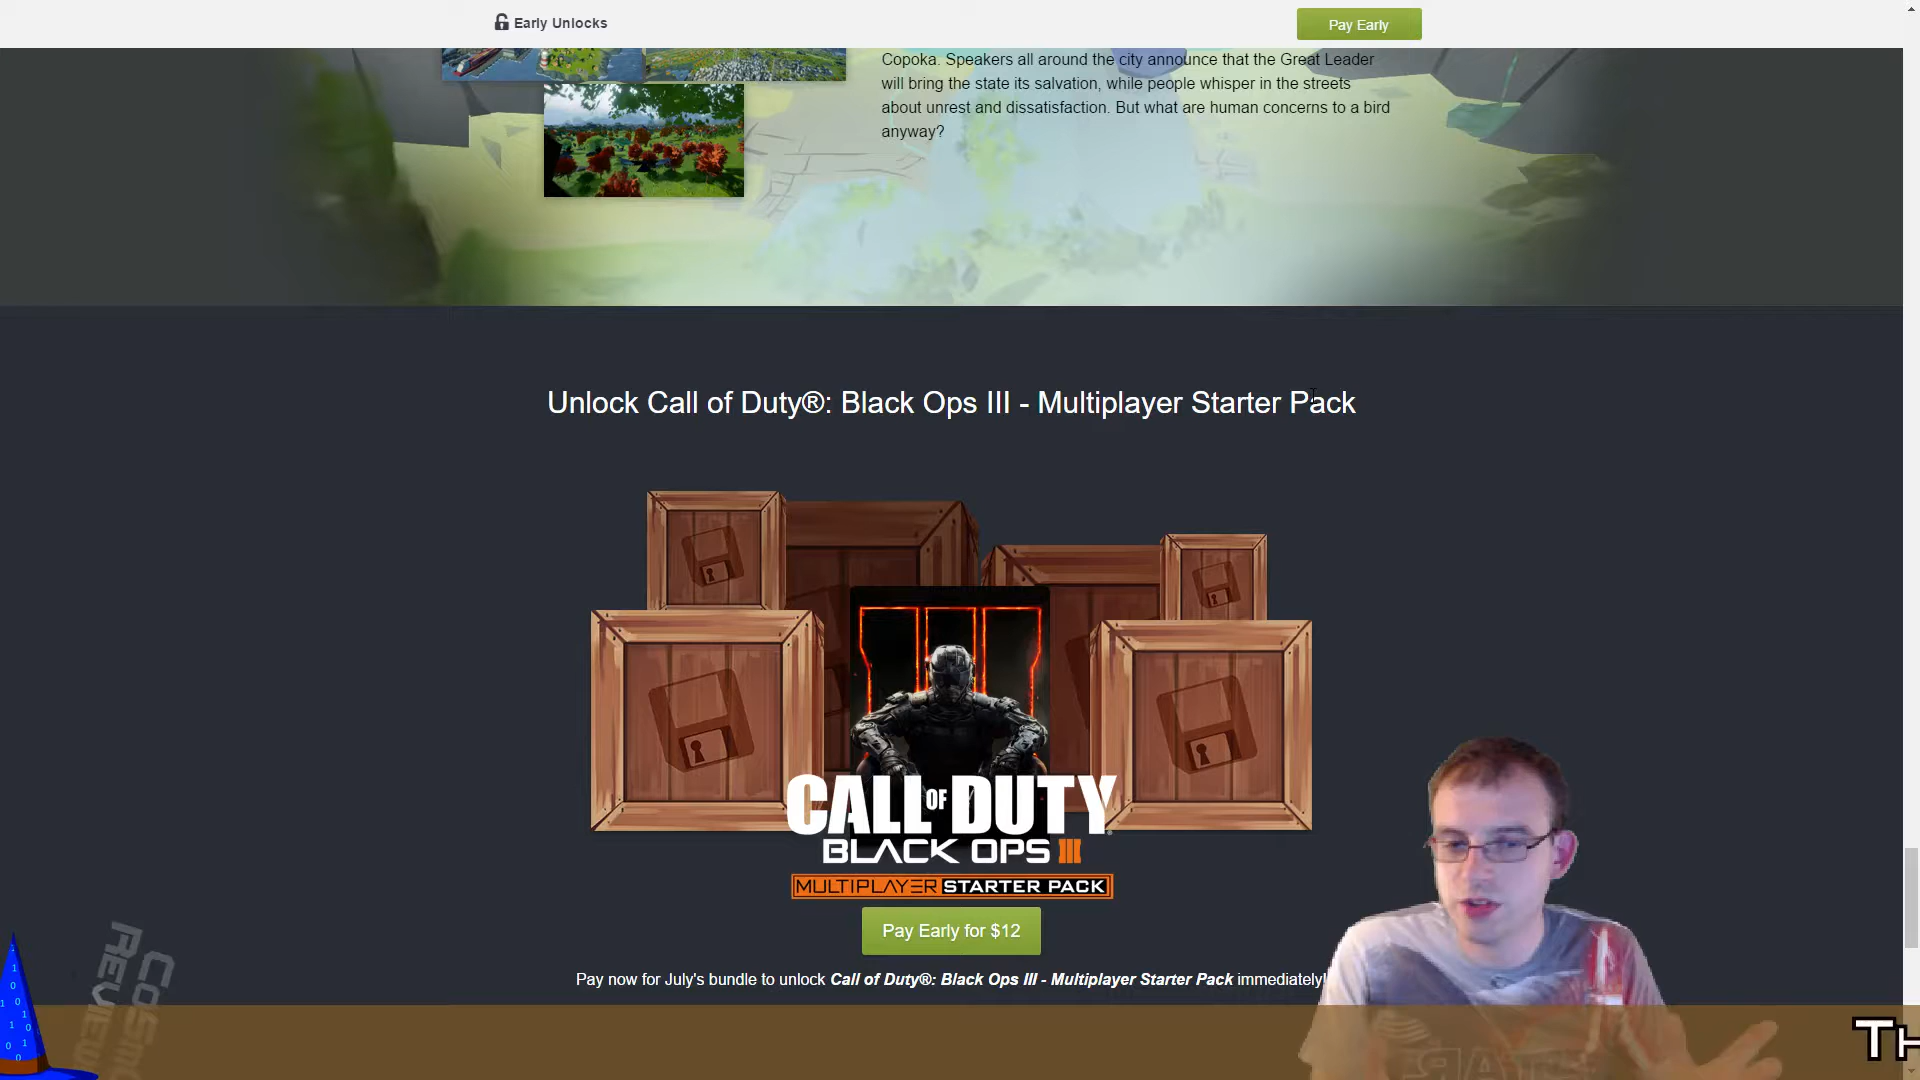 Early Unlocks
Pay Early
Copoka. Speakers all around the city announce that the Great Leader
will bring the state its salvation, while people whisper in the streets
about unrest and dissatisfaction. But what are human concerns to a bird
anyway?
Unlock Call of Duty®: Black Ops III - Multiplayer Starter Pack
CALL OF DUTY®
BLACK OPS III
MULTIPLAYER STARTER PACK
Pay Early for $12
Pay now for July's bundle to unlock Call of Duty®: Black Ops III - Multiplayer Starter Pack immediately!